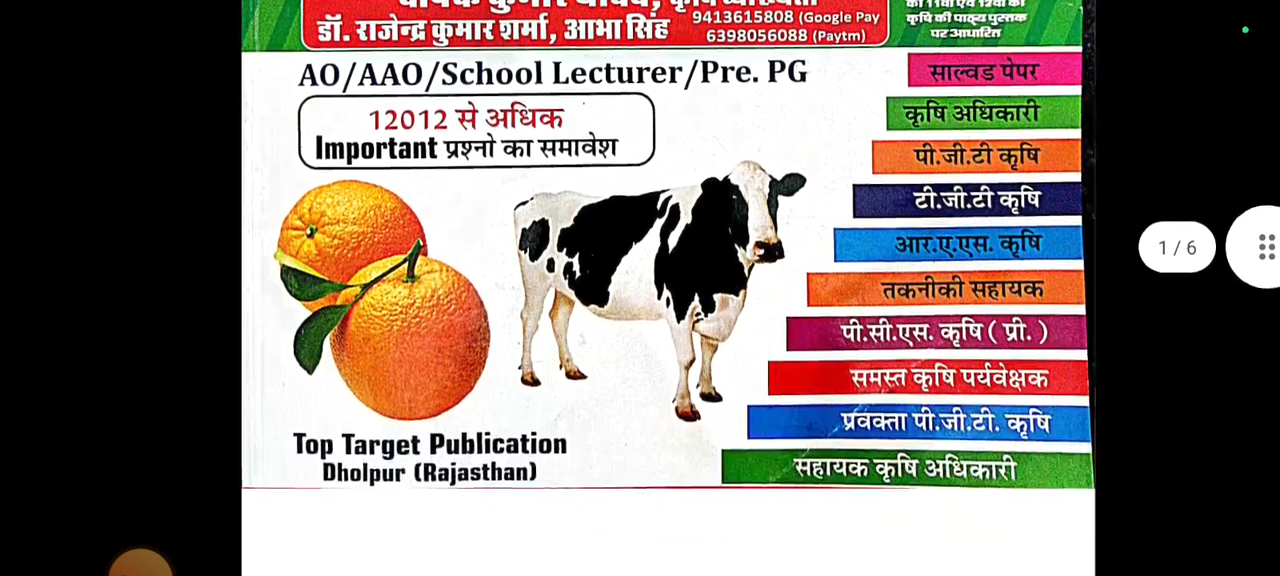 डॉ. राजेन्द्र कुमार शर्मा, आभा सिंह
9413615808 (Google Pay
6398056088 (Paytm)
कृषि की पाठ्य पुस्तक
पर आधारित
AO/AAO/School Lecturer/Pre. PG
12012 से अधिक
Important प्रश्नो का समावेश
साल्वड पेपर
कृषि अधिकारी
पी.जी.टी कृषि
टी.जी.टी कृषि
आर.ए.एस. कृषि
तकनीकी सहायक
पी.सी.एस. कृषि ( प्री. )
समस्त कृषि पर्यवेक्षक
प्रवक्ता पी.जी.टी. कृषि
सहायक कृषि अधिकारी
Top Target Publication
Dholpur (Rajasthan)
1 / 6